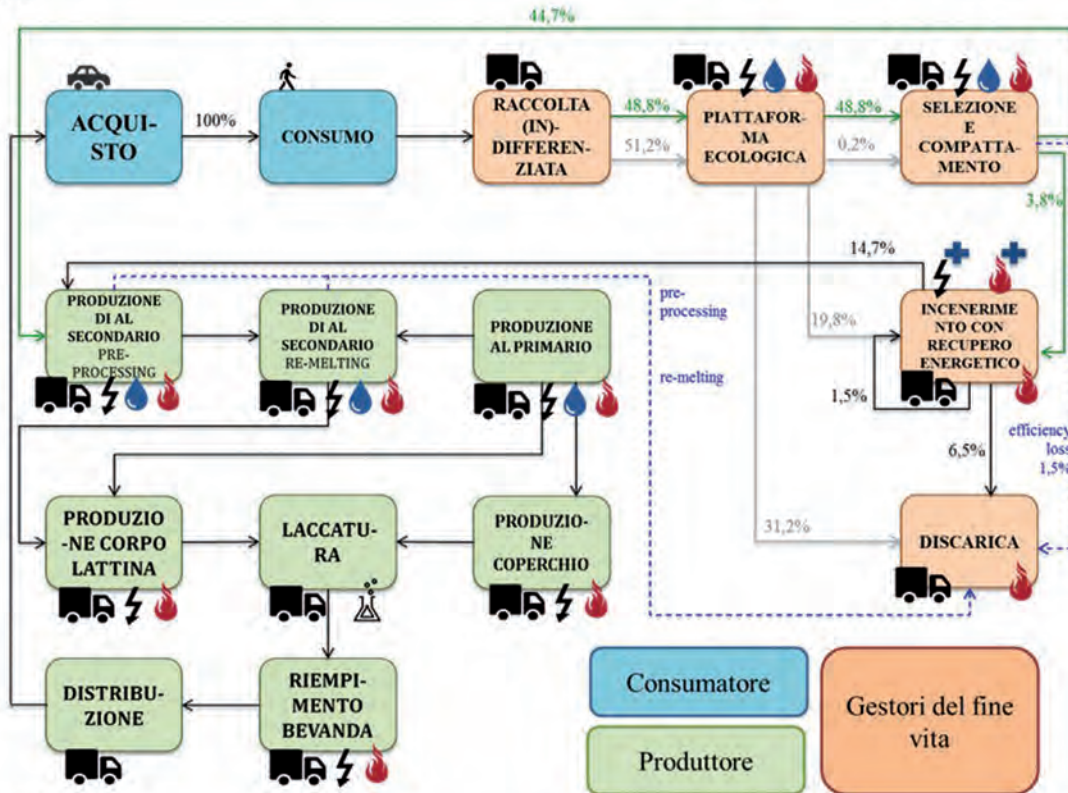 44,7%
ACQUI-
STO
100%
CONSUMO
RACCOLTA
(IN)-
DIFFEREN-
ZIATA
48,8%
51,2%
PIATTAFOR-
MA
ECOLOGICA
48,8%
0,2%
SELEZIONE
E
COMPATTA-
MENTO
3,8%
14,7%
PRODUZIONE
DI AL
SECONDARIO
PRE-
PROCESSING
PRODUZIONE
DI AL
SECONDARIO
RE-MELTING
PRODUZIONE
AL PRIMARIO
pre-
processing
re-melting
19,8%
INCENERIME
NTO CON
RECUPERO
ENERGETICO
1,5%
6,5%
efficiency
loss
1,5%
PRODUZIO
-NE CORPO
LATTINA
LACCATU-
RA
PRODUZIO-
NE
COPERCHIO
31,2%
DISCARICA
DISTRIBU-
ZIONE
RIEMPI-
MENTO
BEVANDA
Consumatore
Produttore
Gestori del fine
vita